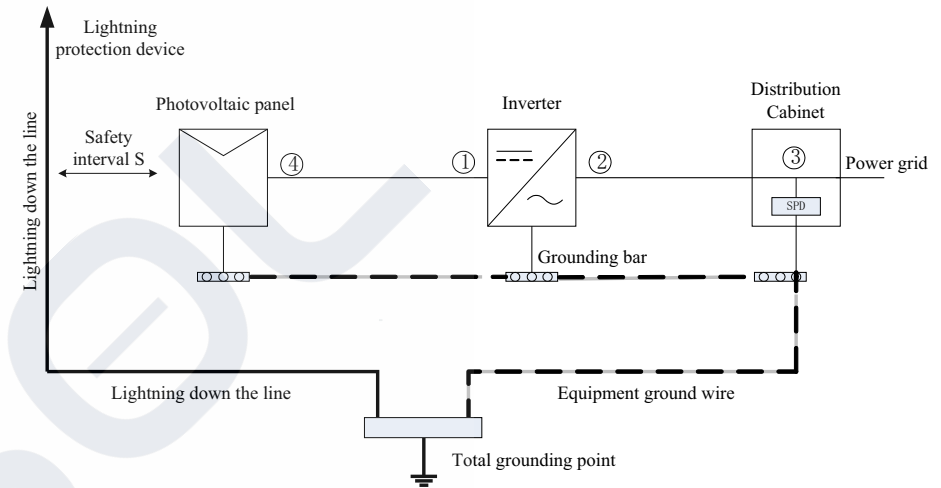 Lightning
protection device
Photovoltaic panel
Inverter
Distribution
Cabinet
Lightning down the line
Safety
interval S
④
①
②
③
Power grid
SPD
Grounding bar
Lightning down the line
Equipment ground wire
Total grounding point